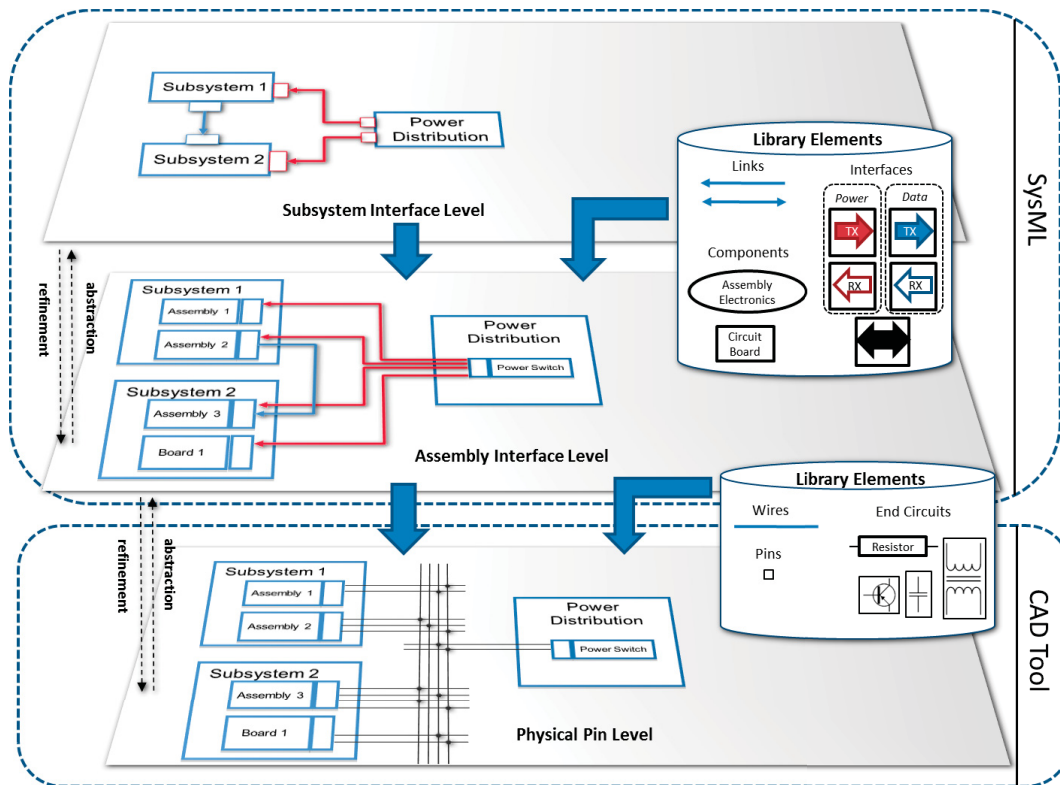 Subsystem 1
Subsystem 2
Power
Distribution
Subsystem Interface Level
Library Elements
Links
Interfaces
Power
Data
TX
TX
RX
RX
Components
Assembly
Electronics
Circuit
Board
SysML
refinement
abstraction
Subsystem 1
Assembly 1
Assembly 2
Subsystem 2
Assembly 3
Board 1
Power
Distribution
Power Switch
Assembly Interface Level
Library Elements
Wires
End Circuits
Pins
Resistor
CAD Tool
refinement
abstraction
Subsystem 1
Assembly 1
Assembly 2
Subsystem 2
Assembly 3
Board 1
Power
Distribution
Power Switch
Physical Pin Level